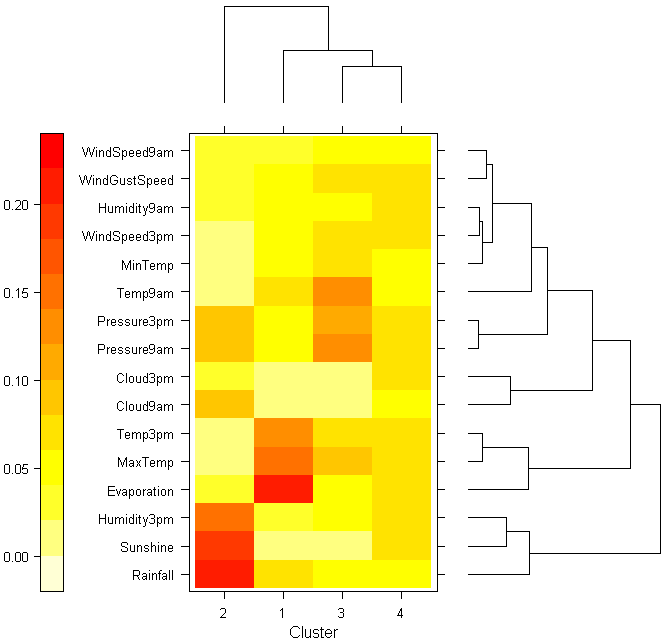 WindSpeed9am
WindGustSpeed
0.20
Humidity9am
WindSpeed3pm
MinTemp
0.15
Temp9am
Pressure3pm
Pressure9am
0.10
Cloud3pm
Cloud9am
Temp3pm
0.05
MaxTemp
Evaporation
Humidity3pm
0.00
Sunshine
Rainfall
2 1 3 4
Cluster